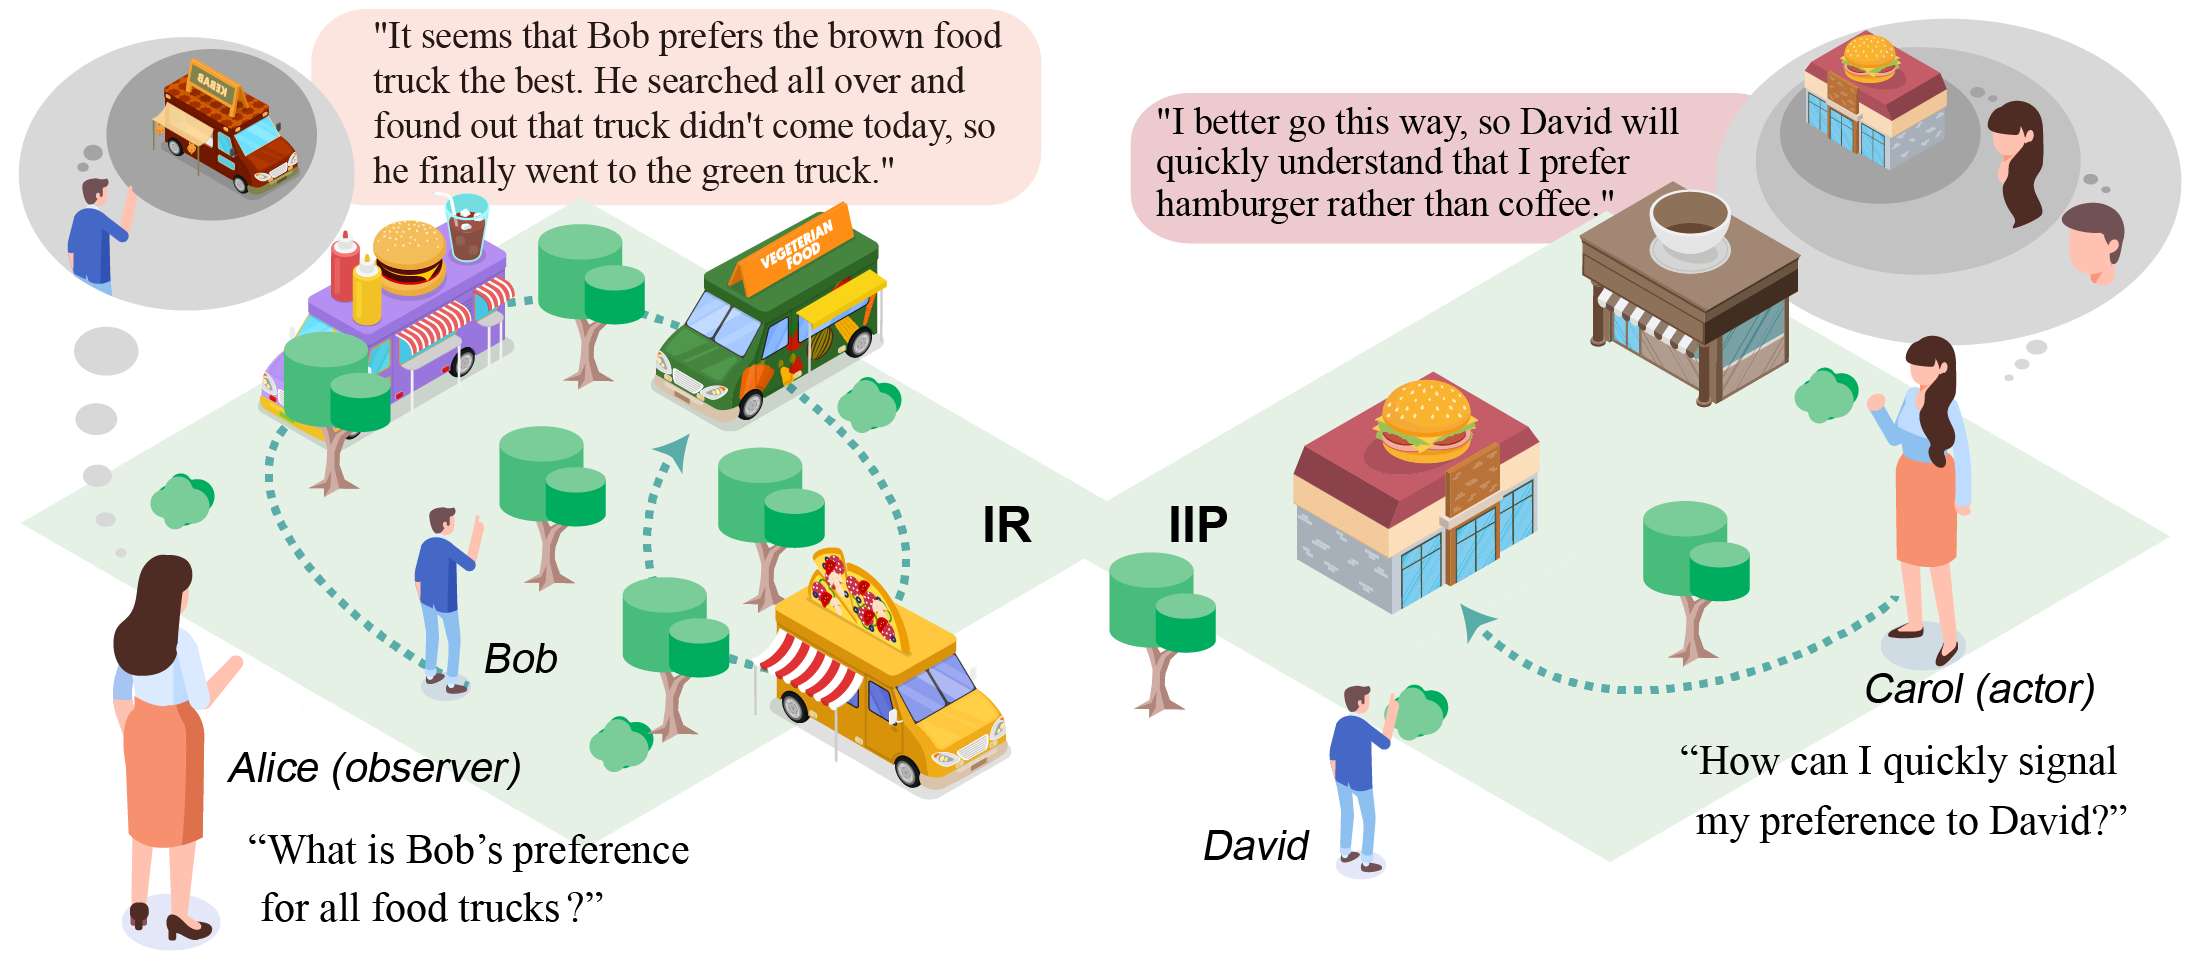 "It seems that Bob prefers the brown food
truck the best. He searched all over and
found out that truck didn't come today, so
he finally went to the green truck."
KEBAB
VEGETERIAN
FOOD
Bob
Alice (observer)
“What is Bob’s preference
for all food trucks ?”
IR
IIP
"I better go this way, so David will
quickly understand that I prefer
hamburger rather than coffee."
Carol (actor)
“How can I quickly signal
my preference to David?”
David